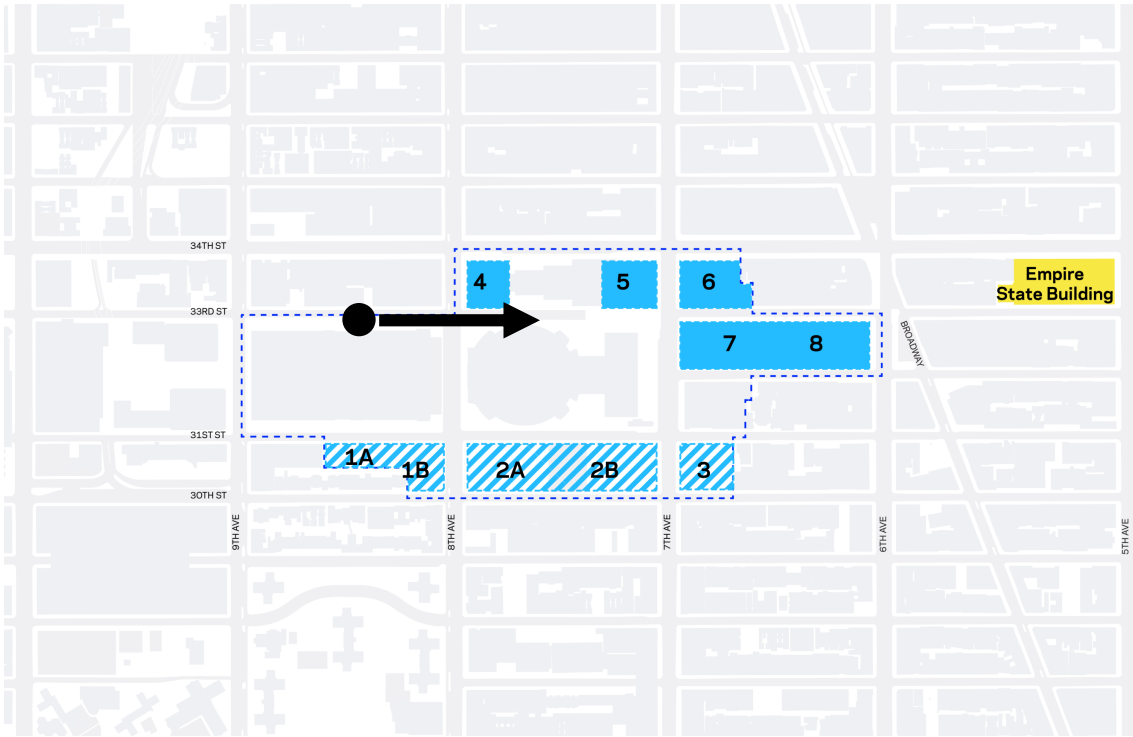 34TH ST
4
5
6
Empire
State Building
33RD ST
7
8
BROADWAY
31ST ST
1A
1B
2A
2B
3
30TH ST
9TH AVE
8TH AVE
7TH AVE
6TH AVE
5TH AVE